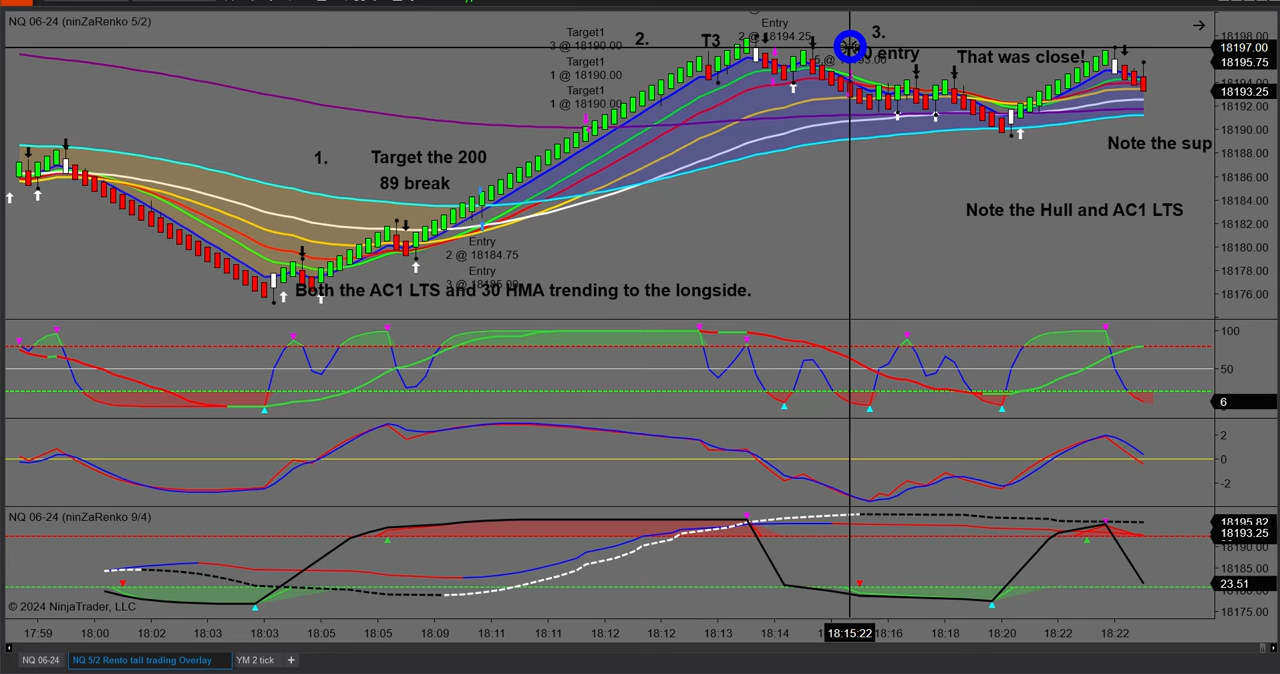 NQ 06-24 (ninZaRenko 5/2)
Target1
3 @ 18190.00
Target1
1 @ 18190.00
Target1
1 @ 18190.00
2.
T3
Entry
2 @ 18194.25
3.
entry
That was close!
1.
Target the 200
89 break
Entry
2 @ 18184.75
Entry
Both the AC1 LTS and 30 HMA trending to the longside.
Note the sup
Note the Hull and AC1 LTS
18198.00
18197.00
18195.75
18194.00
18193.25
18192.00
18190.00
18188.00
18186.00
18184.00
18182.00
18180.00
18178.00
18176.00
100
50
6
2
0
-2
NQ 06-24 (ninZaRenko 9/4)
18195.82
18193.25
18190.00
18185.00
23.51
18175.00
© 2024 NinjaTrader, LLC
17:59 18:00 18:02 18:03 18:03 18:05 18:05 18:09 18:11 18:11 18:12 18:12 18:13 18:14 18:15:22 18:16 18:18 18:20 18:22 18:22
NQ 06-24 NQ 5/2 Rento tail trading Overlay YM 2 tick +